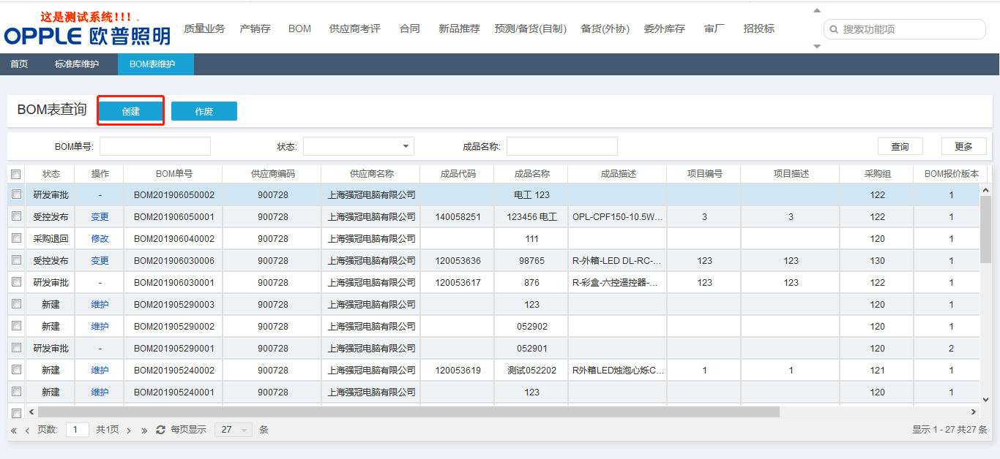 这是测试系统!!! .
OPPLE 欧普照明
质量业务 产销存 BOM 供应商考评 合同 新品推荐 预测/备货(自制) 备货(外协) 委外库存 审厂 招投标
搜索功能项
首页 标准库维护 BOM表维护
BOM表查询 创建 作废
BOM单号: 状态: 成品名称: 查询 更多
状态 操作 BOM单号 供应商编码 供应商名称 成品代码 成品名称 成品描述 项目编号 项目描述 采购组 BOM报价版本
研发审批 - BOM201906050002 900728 上海强冠电脑有限公司 电工 123 122 1
受控发布 变更 BOM201906050001 900728 上海强冠电脑有限公司 140058251 123456 电工 OPL-CPF150-10.5W... 3 3 122 1
采购退回 修改 BOM201906040002 900728 上海强冠电脑有限公司 111 120 1
受控发布 变更 BOM201906030006 900728 上海强冠电脑有限公司 120053636 98765 R-外箱-LED DL-RC-... 123 123 130 1
研发审批 - BOM201906030001 900728 上海强冠电脑有限公司 120053617 876 R-彩盒-六控遥控器-... 123 123 122 1
新建 维护 BOM201905290003 900728 上海强冠电脑有限公司 123 120 1
新建 维护 BOM201905290002 900728 上海强冠电脑有限公司 052902 120 1
研发审批 - BOM201905290001 900728 上海强冠电脑有限公司 052901 120 2
新建 维护 BOM201905240002 900728 上海强冠电脑有限公司 120053619 测试052202 R外箱LED烛泡心烁C... 1 1 121 1
新建 维护 BOM201905240001 900728 上海强冠电脑有限公司 123 120 1
页数: 1 共1页 每页显示 27 条 显示 1 - 27 共27 条